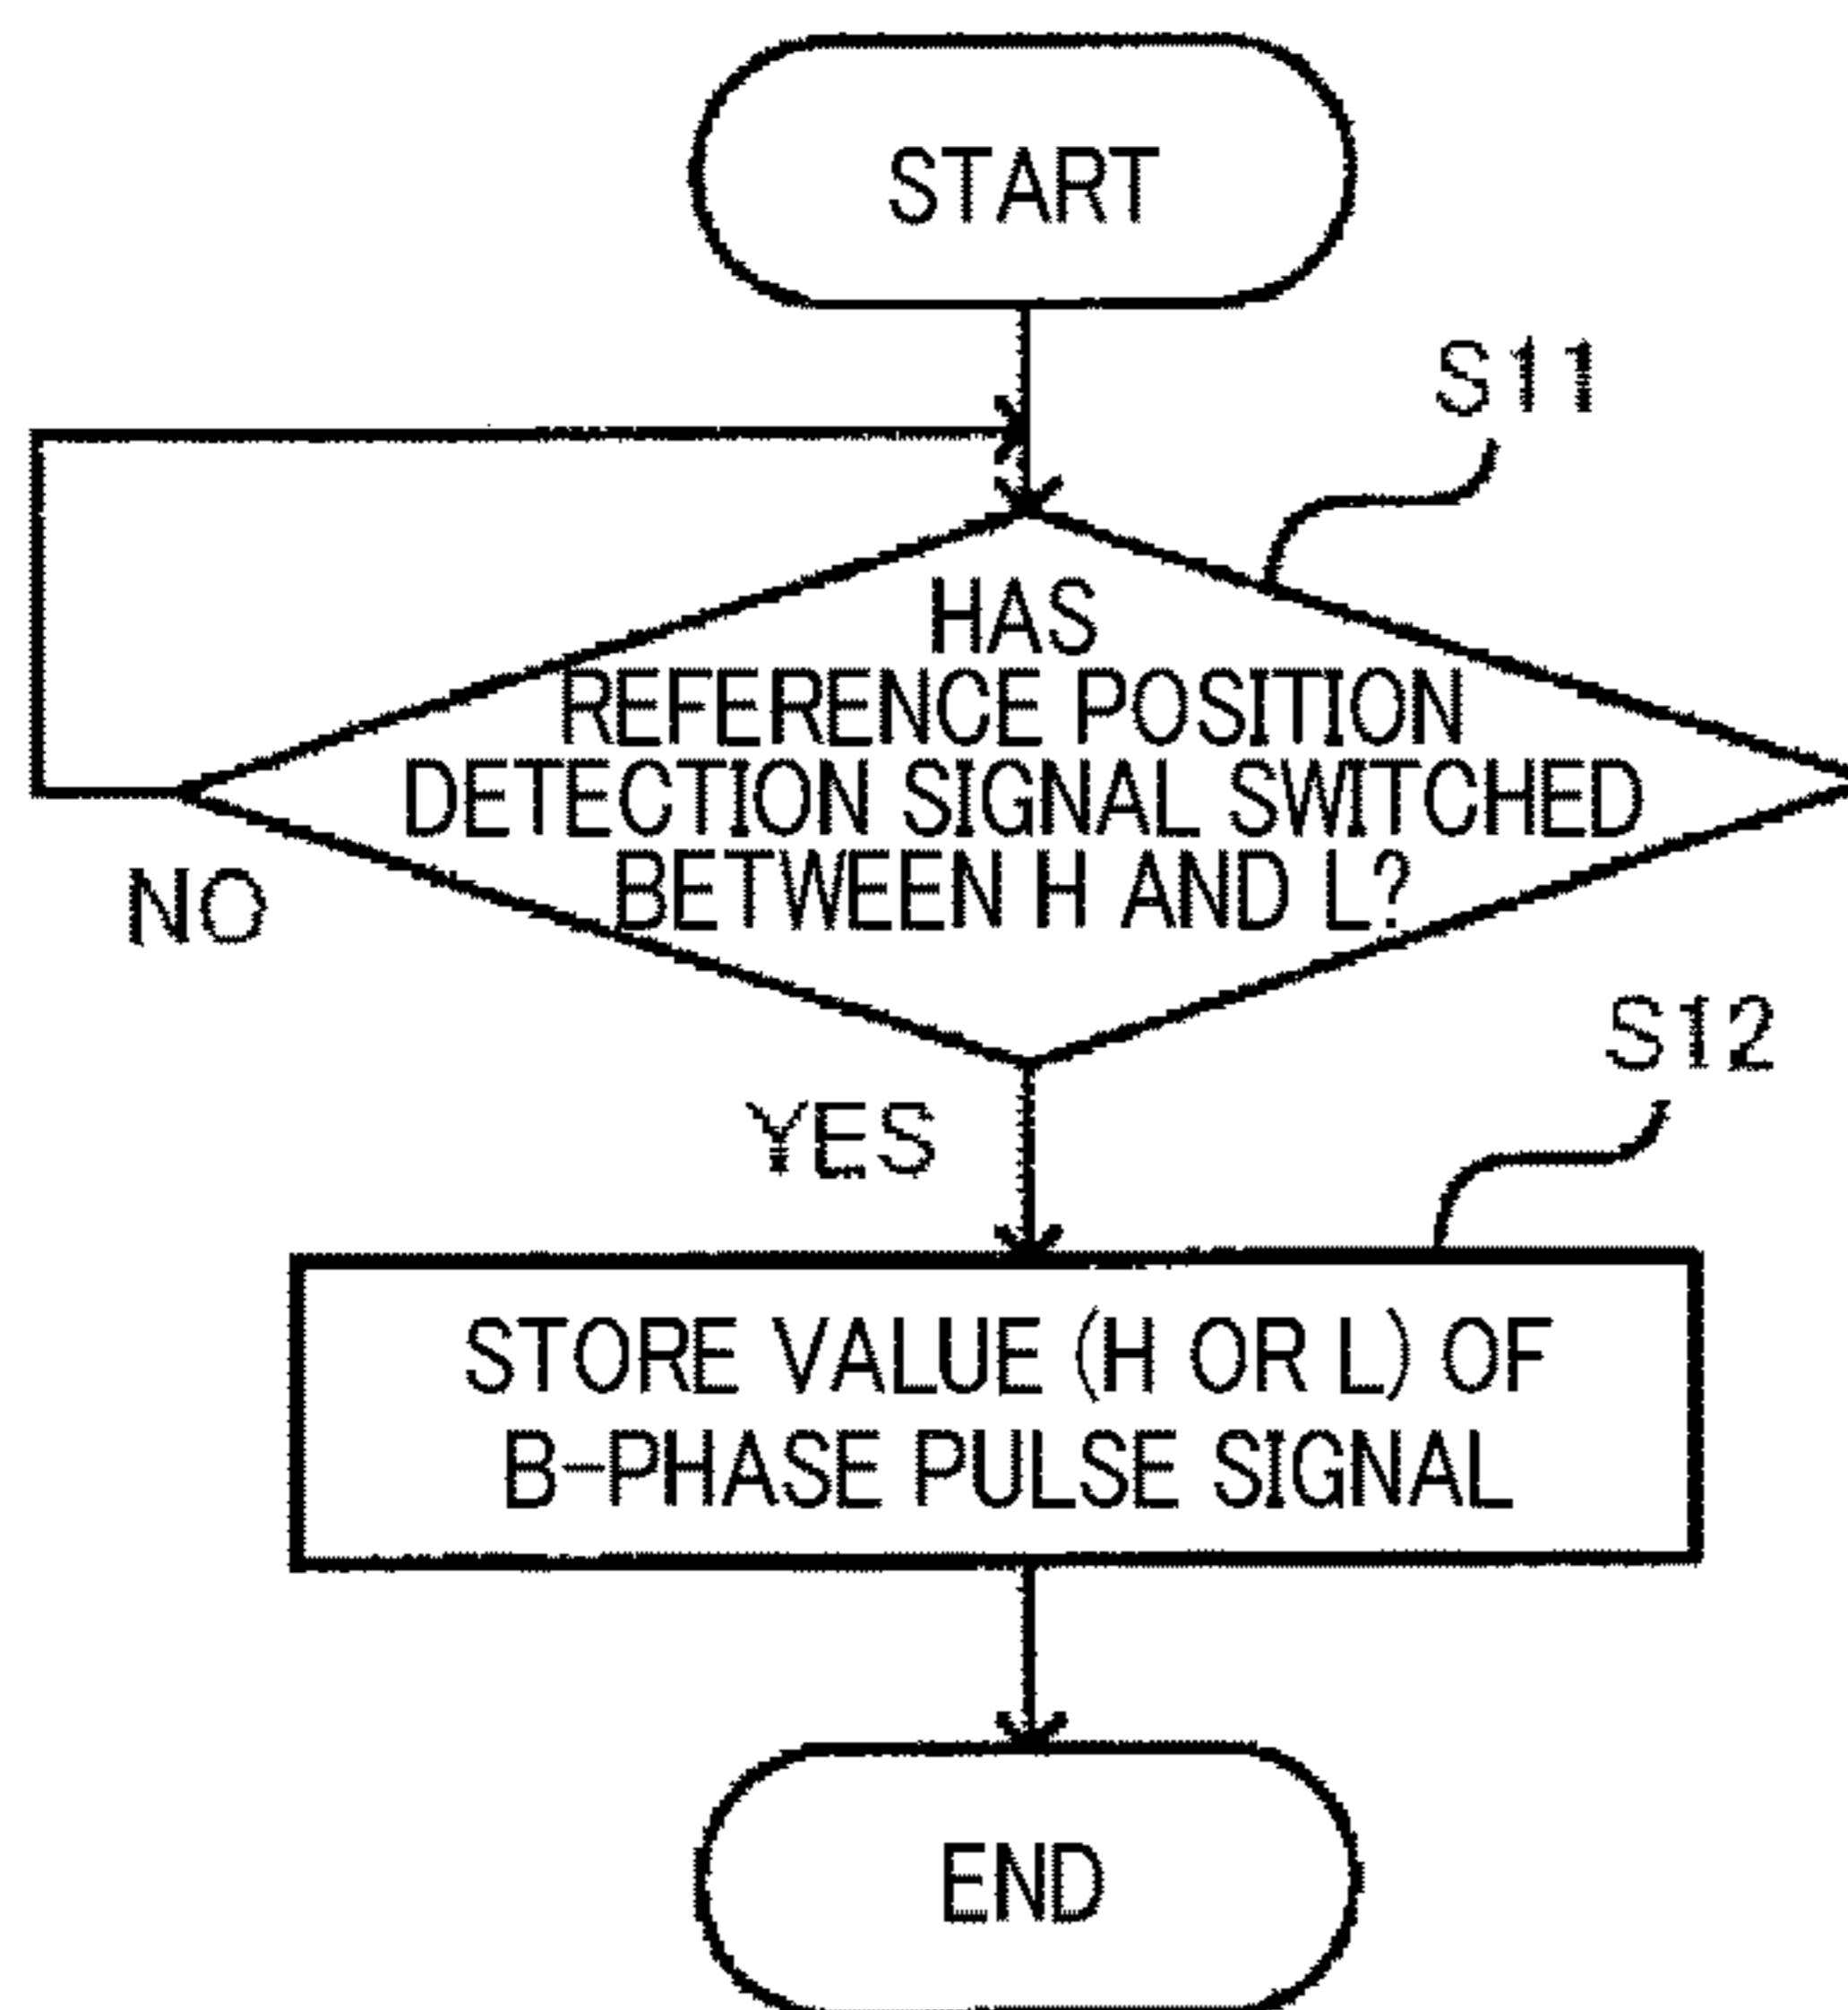 START
S11
HAS
REFERENCE POSITION
DETECTION SIGNAL SWITCHED
BETWEEN H AND L?
NO
S12
YES
STORE VALUE (H OR L) OF
B-PHASE PULSE SIGNAL
END